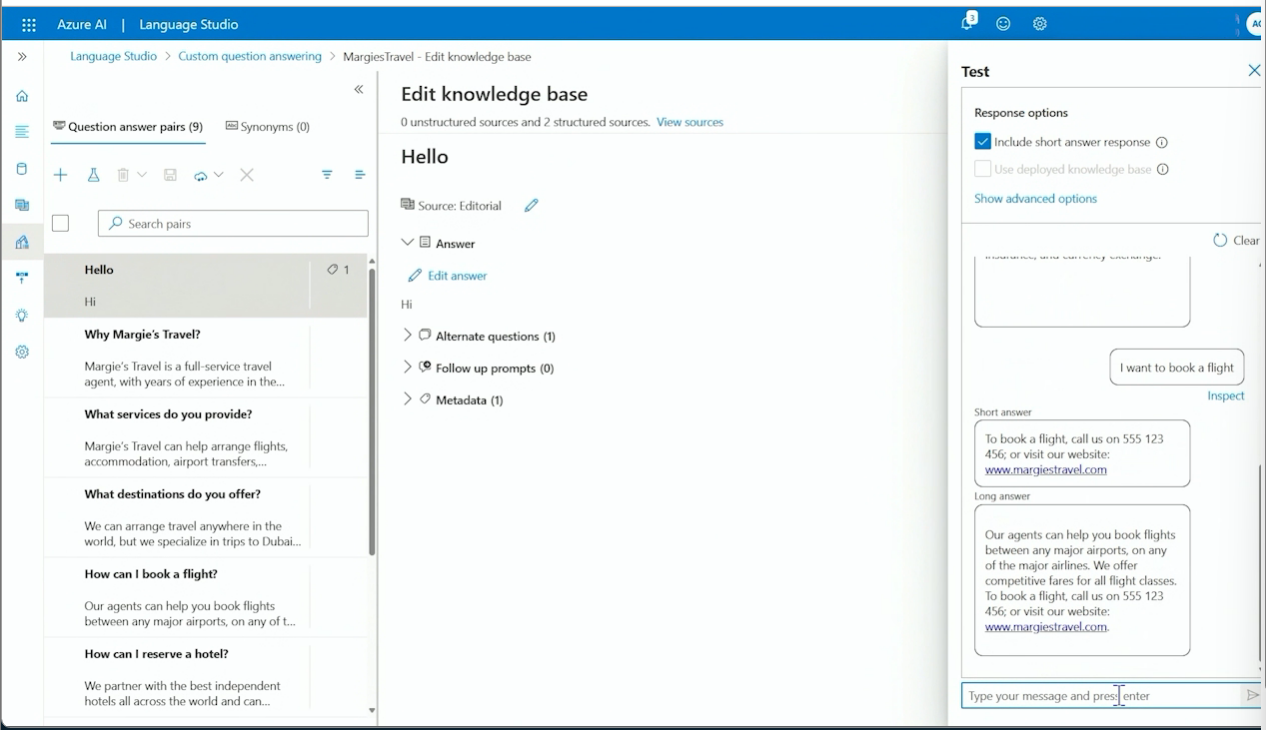 Azure AI | Language Studio
3
Language Studio > Custom question answering > MargiesTravel - Edit knowledge base
Question answer pairs (9)
Synonyms (0)
Search pairs
Hello
1
Hi
Why Margie's Travel?
Margie's Travel is a full-service travel
agent, with years of experience in the...
What services do you provide?
Margie's Travel can help arrange flights,
accommodation, airport transfers,...
What destinations do you offer?
We can arrange travel anywhere in the
world, but we specialize in trips to Dubai...
How can I book a flight?
Our agents can help you book flights
between any major airports, on any of t...
How can I reserve a hotel?
We partner with the best independent
hotels all across the world and can...
Edit knowledge base
0 unstructured sources and 2 structured sources. View sources
Hello
Source: Editorial
Answer
Edit answer
Hi
Alternate questions (1)
Follow up prompts (0)
Metadata (1)
Test
Response options
Include short answer response
Use deployed knowledge base
Show advanced options
Clear
insurance, and currency exchange.
I want to book a flight
Inspect
Short answer
To book a flight, call us on 555 123
456; or visit our website:
www.margiestravel.com
Long answer
Our agents can help you book flights
between any major airports, on any
of the major airlines. We offer
competitive fares for all flight classes.
To book a flight, call us on 555 123
456; or visit our website:
www.margiestravel.com.
Type your message and press enter